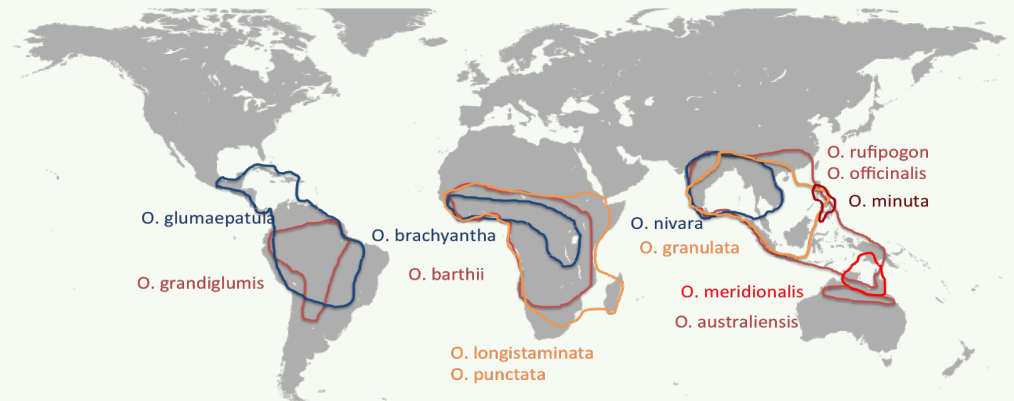 O. rufipogon
O. officinalis
O. minuta
O. glumaepatula
O. nivara
O. brachyantha
O. granulata
O. barthii
O. grandiglumis
O. meridionalis
O. australiensis
O. longistaminata
O. punctata